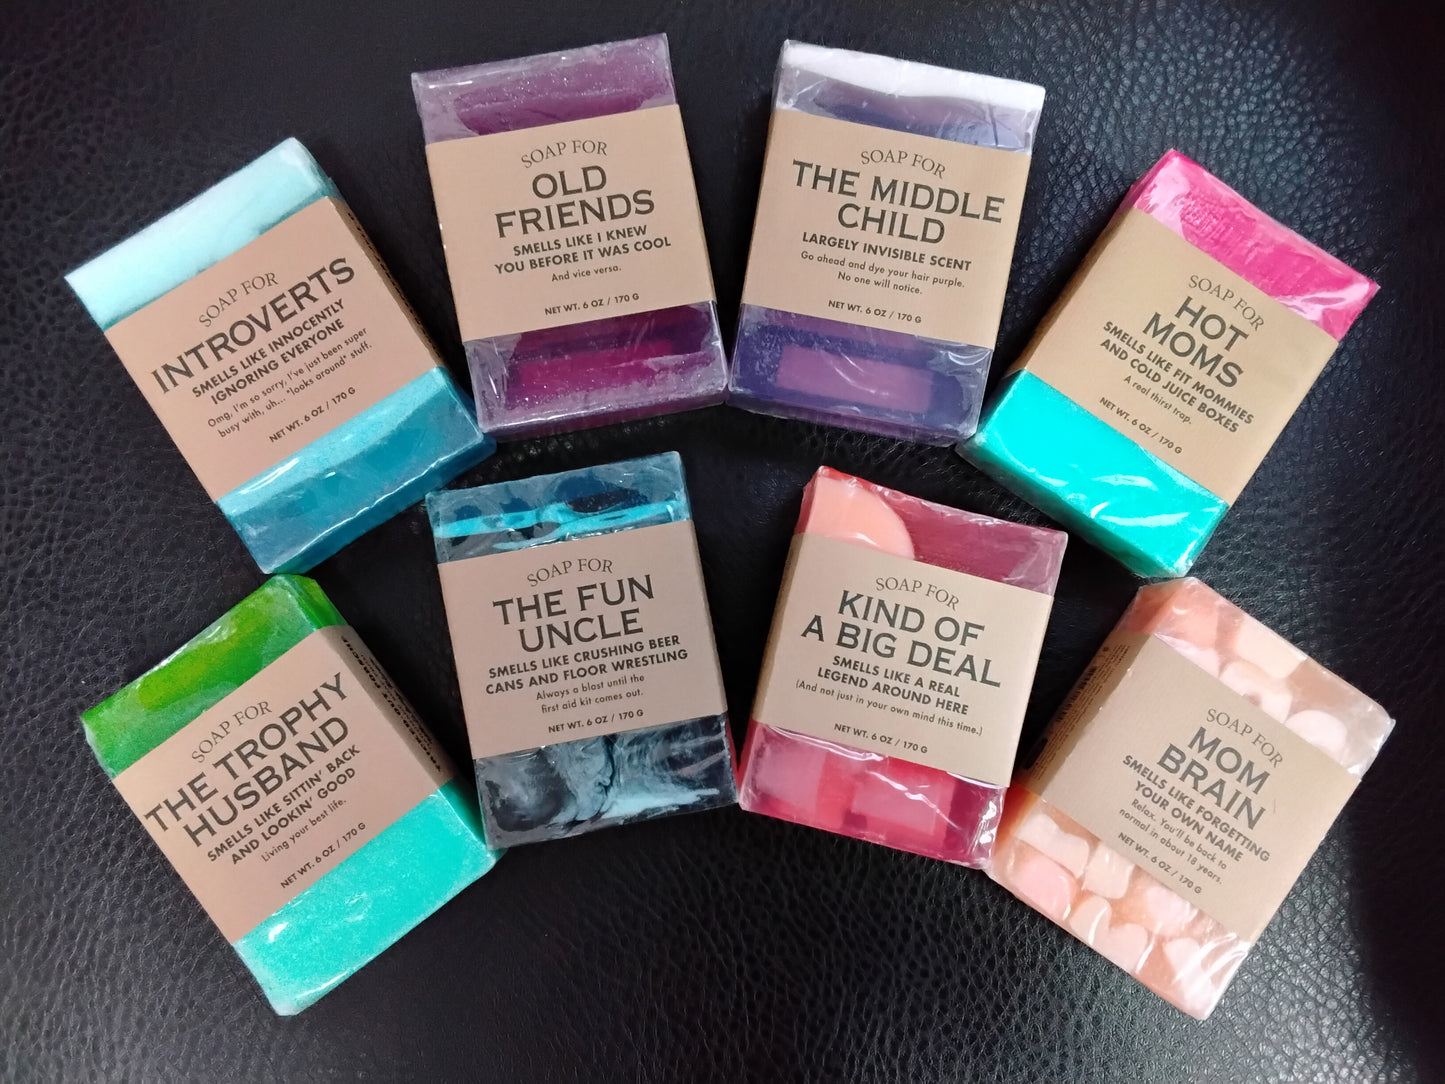 SOAP FOR
INTROVERTS
SMELLS LIKE INNOCENTLY
IGNORING EVERYONE
Omg, I'm so sorry, I've just been super
busy with, uh... *looks around* stuff.
NET WT. 6 OZ / 170 G
SOAP FOR
OLD
FRIENDS
SMELLS LIKE I KNEW
YOU BEFORE IT WAS COOL
And vice versa.
NET WT. 6 OZ / 170 G
SOAP FOR
THE MIDDLE
CHILD
LARGELY INVISIBLE SCENT
Go ahead and dye your hair purple.
No one will notice.
NET WT. 6 OZ / 170 G
SOAP FOR
HOT
MOMS
SMELLS LIKE FIT MOMMIES
AND COLD JUICE BOXES
A real thirst trap.
NET WT. 6 OZ / 170 G
SOAP FOR
THE TROPHY
HUSBAND
SMELLS LIKE SITTIN' BACK
AND LOOKIN' GOOD
Living your best life.
NET WT. 6 OZ / 170 G
SOAP FOR
THE FUN
UNCLE
SMELLS LIKE CRUSHING BEER
CANS AND FLOOR WRESTLING
Always a blast until the
first aid kit comes out.
NET WT. 6 OZ / 170 G
SOAP FOR
KIND OF
A BIG DEAL
SMELLS LIKE A REAL
LEGEND AROUND HERE
(And not just in your own mind this time.)
NET WT. 6 OZ / 170 G
SOAP FOR
MOM
BRAIN
SMELLS LIKE FORGETTING
YOUR OWN NAME
Relax. You'll be back to
normal in about 18 years.
NET WT. 6 OZ / 170 G